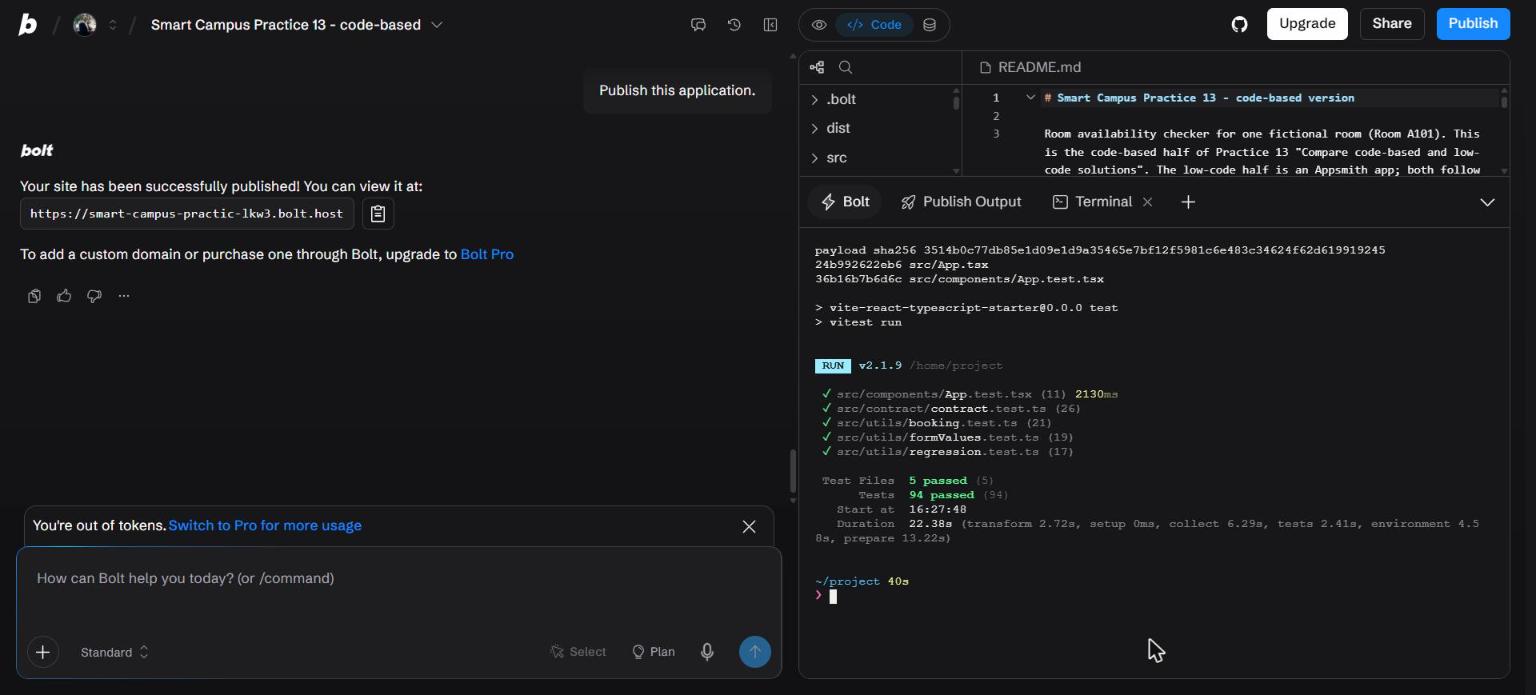 b / / Smart Campus Practice 13 - code-based
Code
Upgrade
Share
Publish
Publish this application.
bolt
Your site has been successfully published! You can view it at:
https://smart-campus-practic-lkw3.bolt.host
To add a custom domain or purchase one through Bolt, upgrade to Bolt Pro
You're out of tokens. Switch to Pro for more usage
How can Bolt help you today? (or /command)
Standard
Select
Plan
.bolt
dist
src
README.md
1 # Smart Campus Practice 13 - code-based version
2
3 Room availability checker for one fictional room (Room A101). This
is the code-based half of Practice 13 "Compare code-based and low-
code solutions". The low-code half is an Appsmith app; both follow
Bolt
Publish Output
Terminal
payload sha256 3514b0c77db85e1d09e1d9a35465e7bf12f5981c6e483c34624f62d619919245
24b992622eb6 src/App.tsx
36b16b7b6d6c src/components/App.test.tsx
> vite-react-typescript-starter@0.0.0 test
> vitest run
RUN v2.1.9 /home/project
✓ src/components/App.test.tsx (11) 2130ms
✓ src/contract/contract.test.ts (26)
✓ src/utils/booking.test.ts (21)
✓ src/utils/formValues.test.ts (19)
✓ src/utils/regression.test.ts (17)
Test Files 5 passed (5)
Tests 94 passed (94)
Start at 16:27:48
Duration 22.38s (transform 2.72s, setup 0ms, collect 6.29s, tests 2.41s, environment 4.5
8s, prepare 13.22s)
~/project 40s
❯